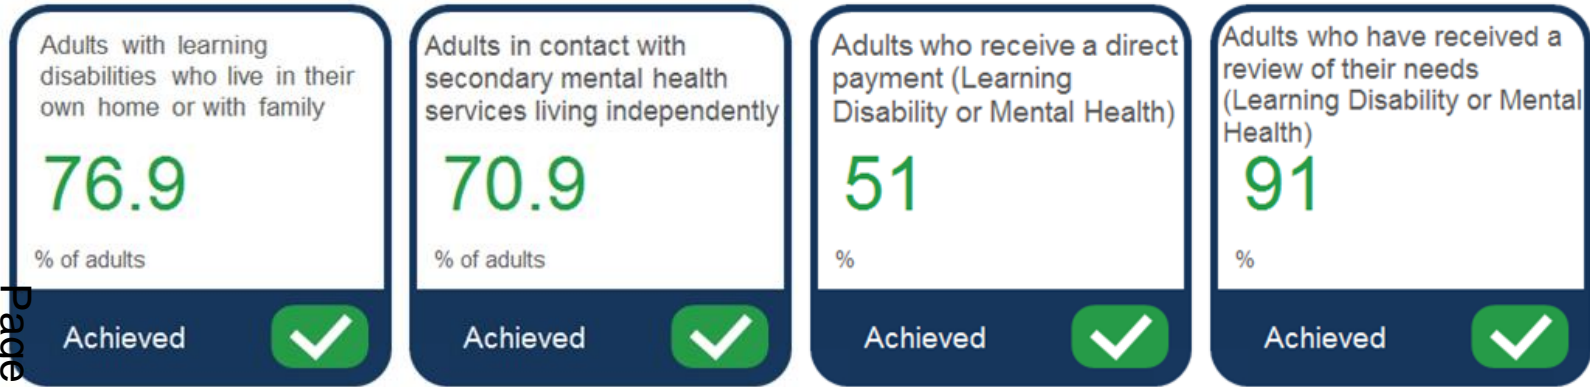 Adults with learning
disabilities who live in their
own home or with family
76.9
% of adults
Achieved
Adults in contact with
secondary mental health
services living independently
70.9
% of adults
Achieved
Adults who receive a direct
payment (Learning
Disability or Mental Health)
51
%
Achieved
Adults who have received a
review of their needs
(Learning Disability or Mental
Health)
91
%
Achieved
Page